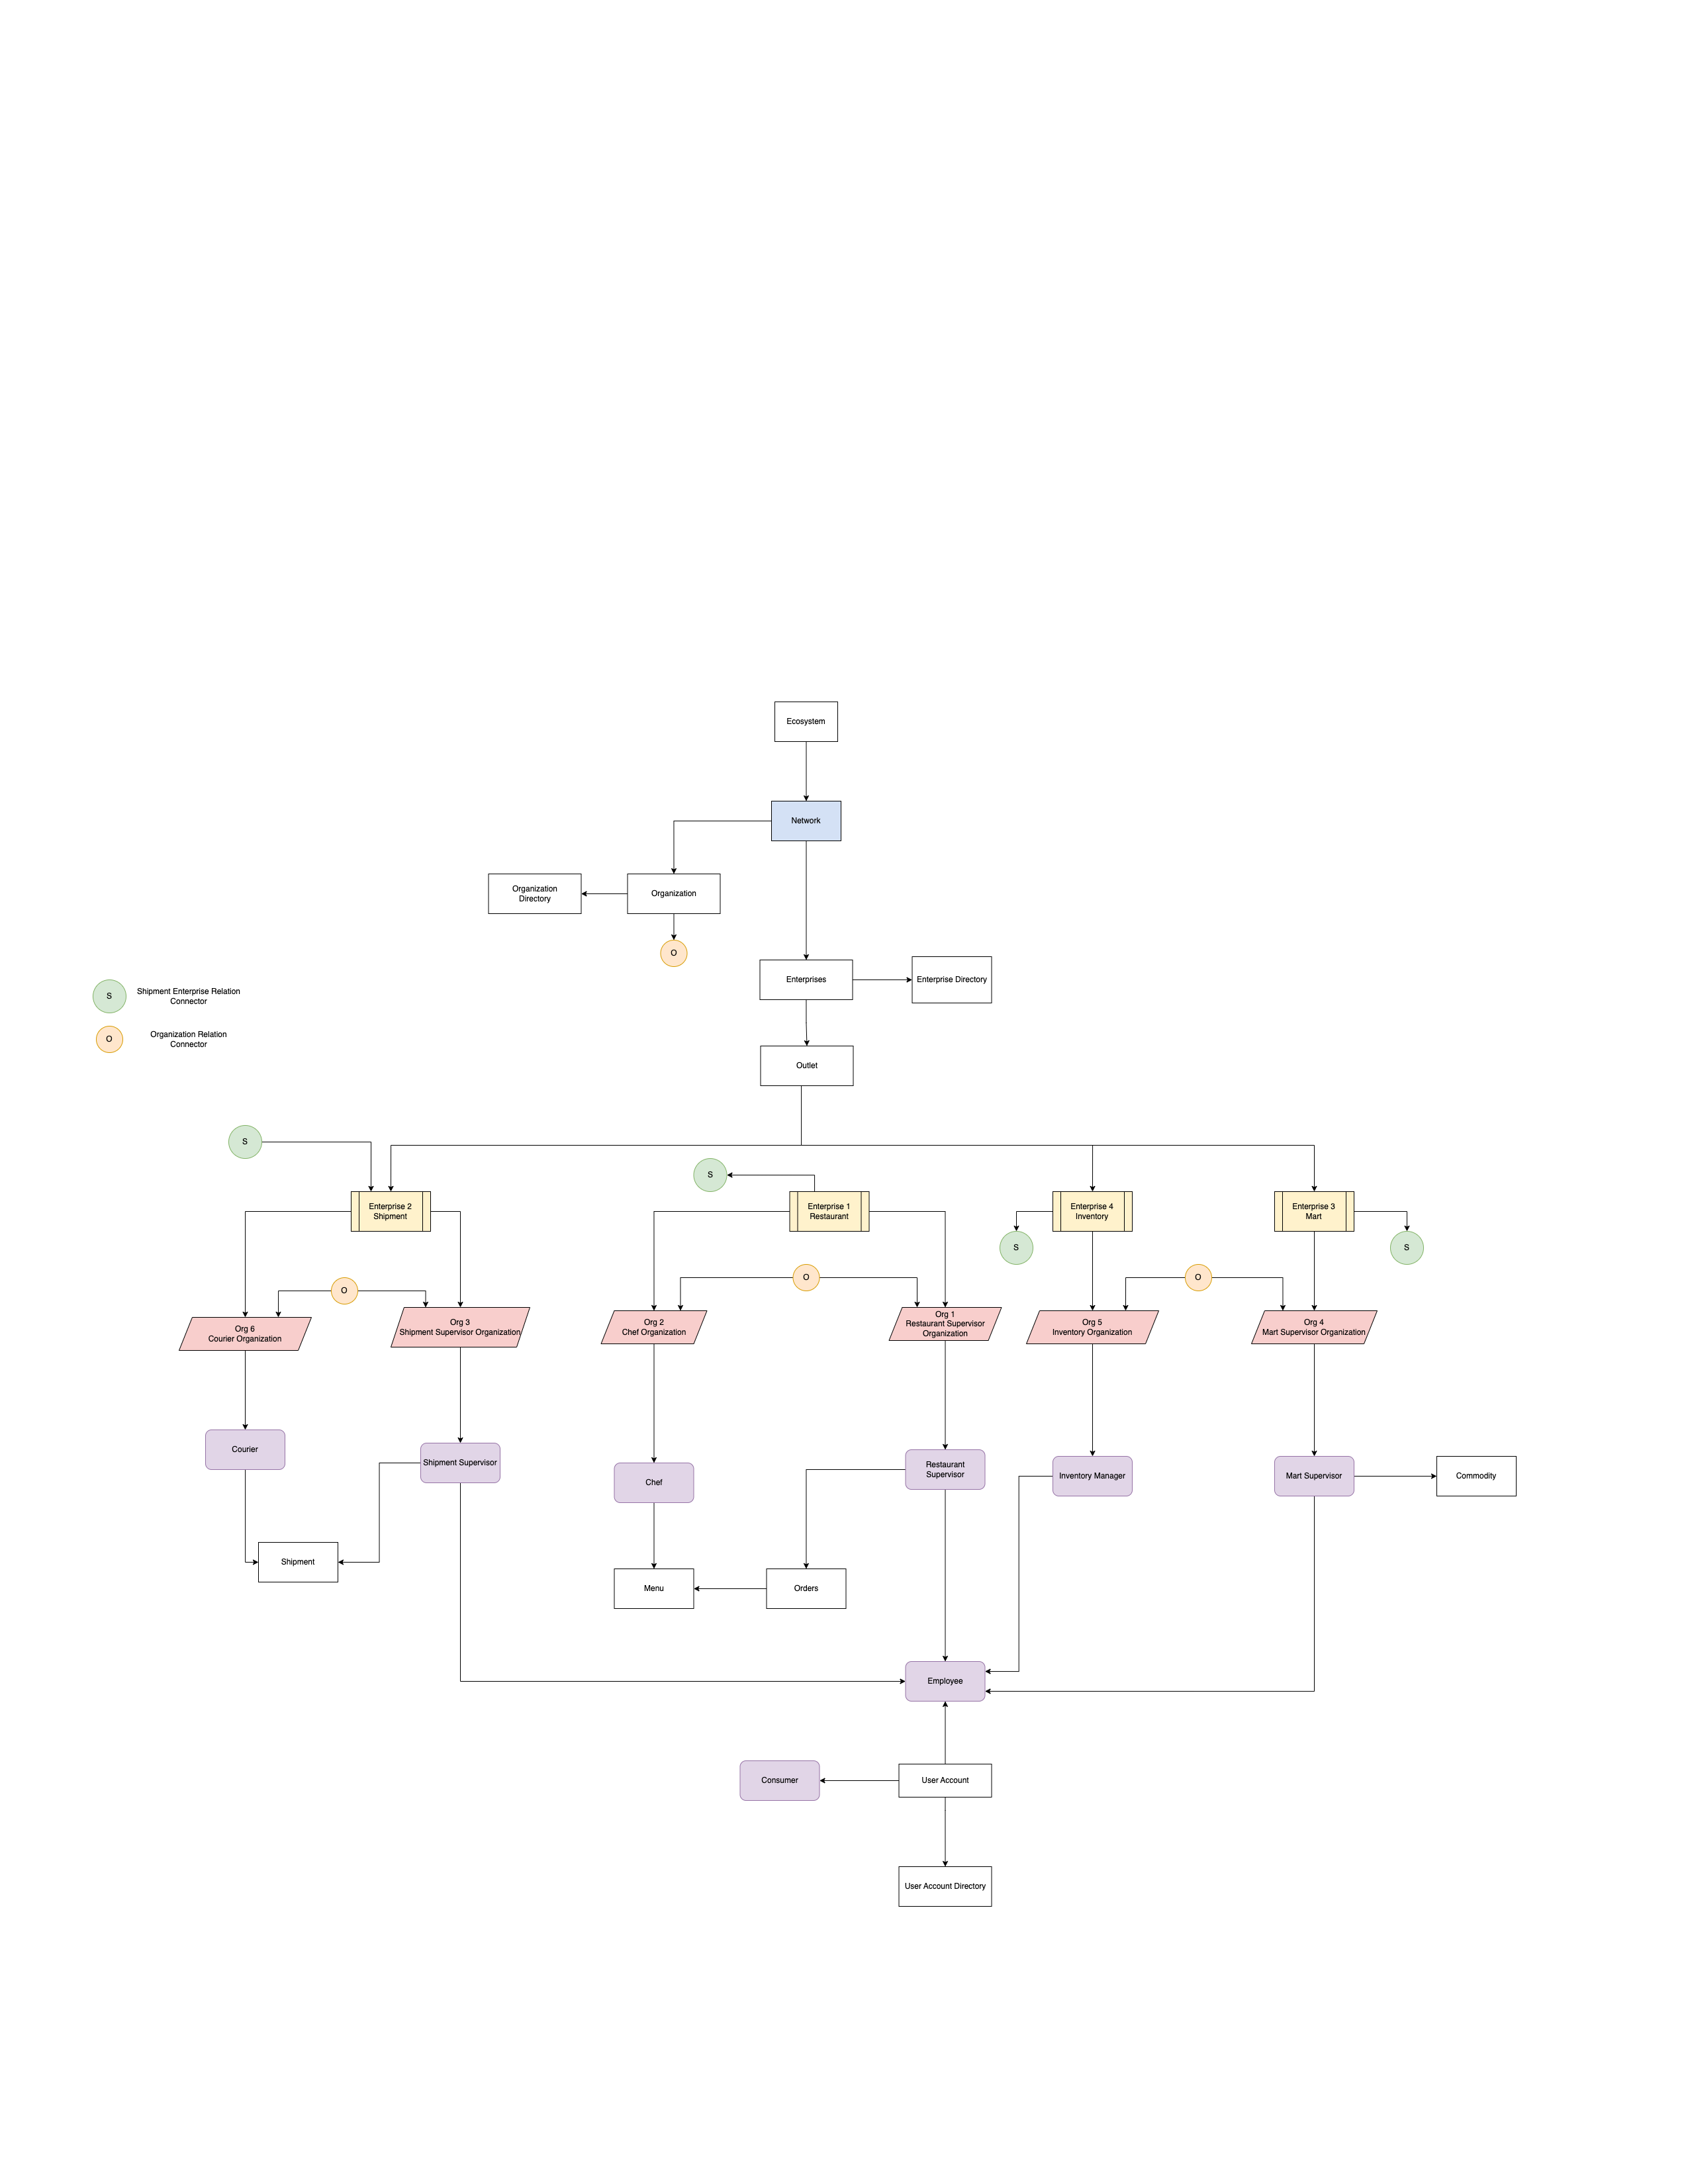 Ecosystem
Network
Organization
Directory
Organization
O
Enterprises
Enterprise Directory
S
Shipment Enterprise Relation
Connector
O
Organization Relation
Connector
Outlet
S
S
Enterprise 2
Shipment
Enterprise 1
Restaurant
Enterprise 4
Inventory
Enterprise 3
Mart
S
S
O
O
O
Org 6
Courier Organization
Org 3
Shipment Supervisor Organization
Org 2
Chef Organization
Org 1
Restaurant Supervisor
Organization
Org 5
Inventory Organization
Org 4
Mart Supervisor Organization
Courier
Shipment Supervisor
Chef
Restaurant
Supervisor
Inventory Manager
Mart Supervisor
Commodity
Shipment
Menu
Orders
Employee
Consumer
User Account
User Account Directory